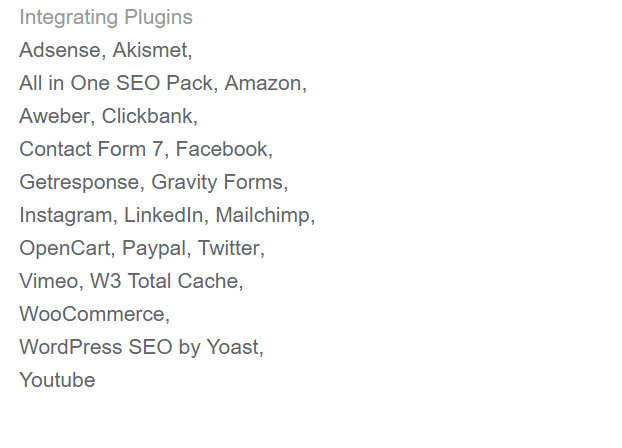 Integrating Plugins
Adsense, Akismet,
All in One SEO Pack, Amazon,
Aweber, Clickbank,
Contact Form 7, Facebook,
Getresponse, Gravity Forms,
Instagram, LinkedIn, Mailchimp,
OpenCart, Paypal, Twitter,
Vimeo, W3 Total Cache,
WooCommerce,
WordPress SEO by Yoast,
Youtube